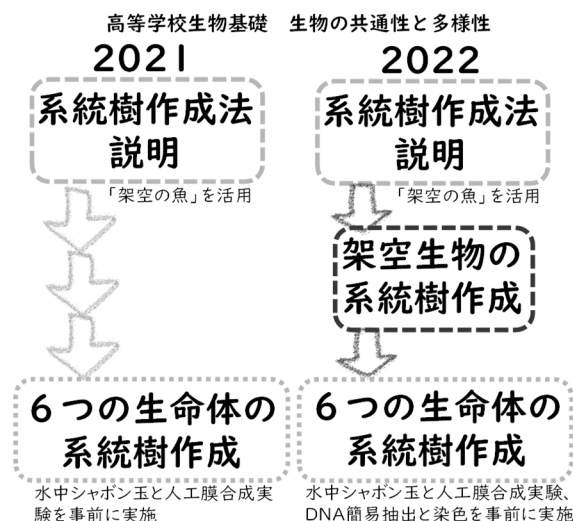 高等学校生物基礎　生物の共通性と多様性
2021
系統樹作成法
説明
「架空の魚」を活用
6つの生命体の
系統樹作成
水中シャボン玉と人工膜合成実
験を事前に実施
2022
系統樹作成法
説明
「架空の魚」を活用
架空生物の
系統樹作成
6つの生命体の
系統樹作成
水中シャボン玉と人工膜合成実験、
DNA簡易抽出と染色を事前に実施